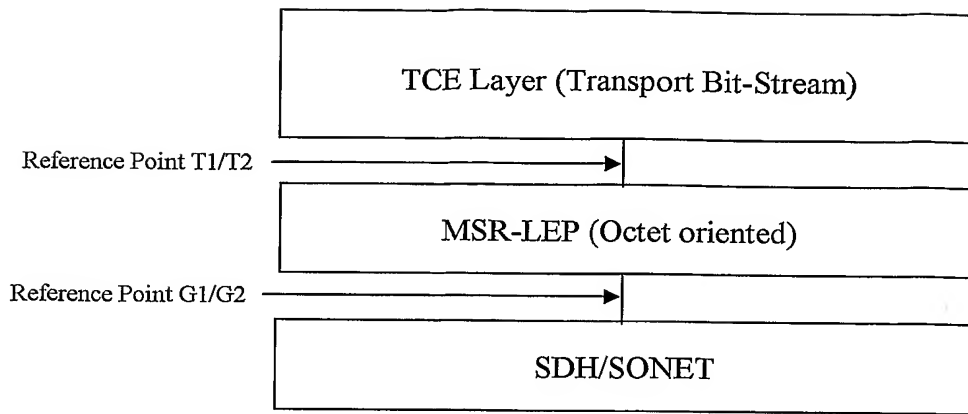 TCE Layer (Transport Bit-Stream)
Reference Point T1/T2
MSR-LEP (Octet oriented)
Reference Point G1/G2
SDH/SONET